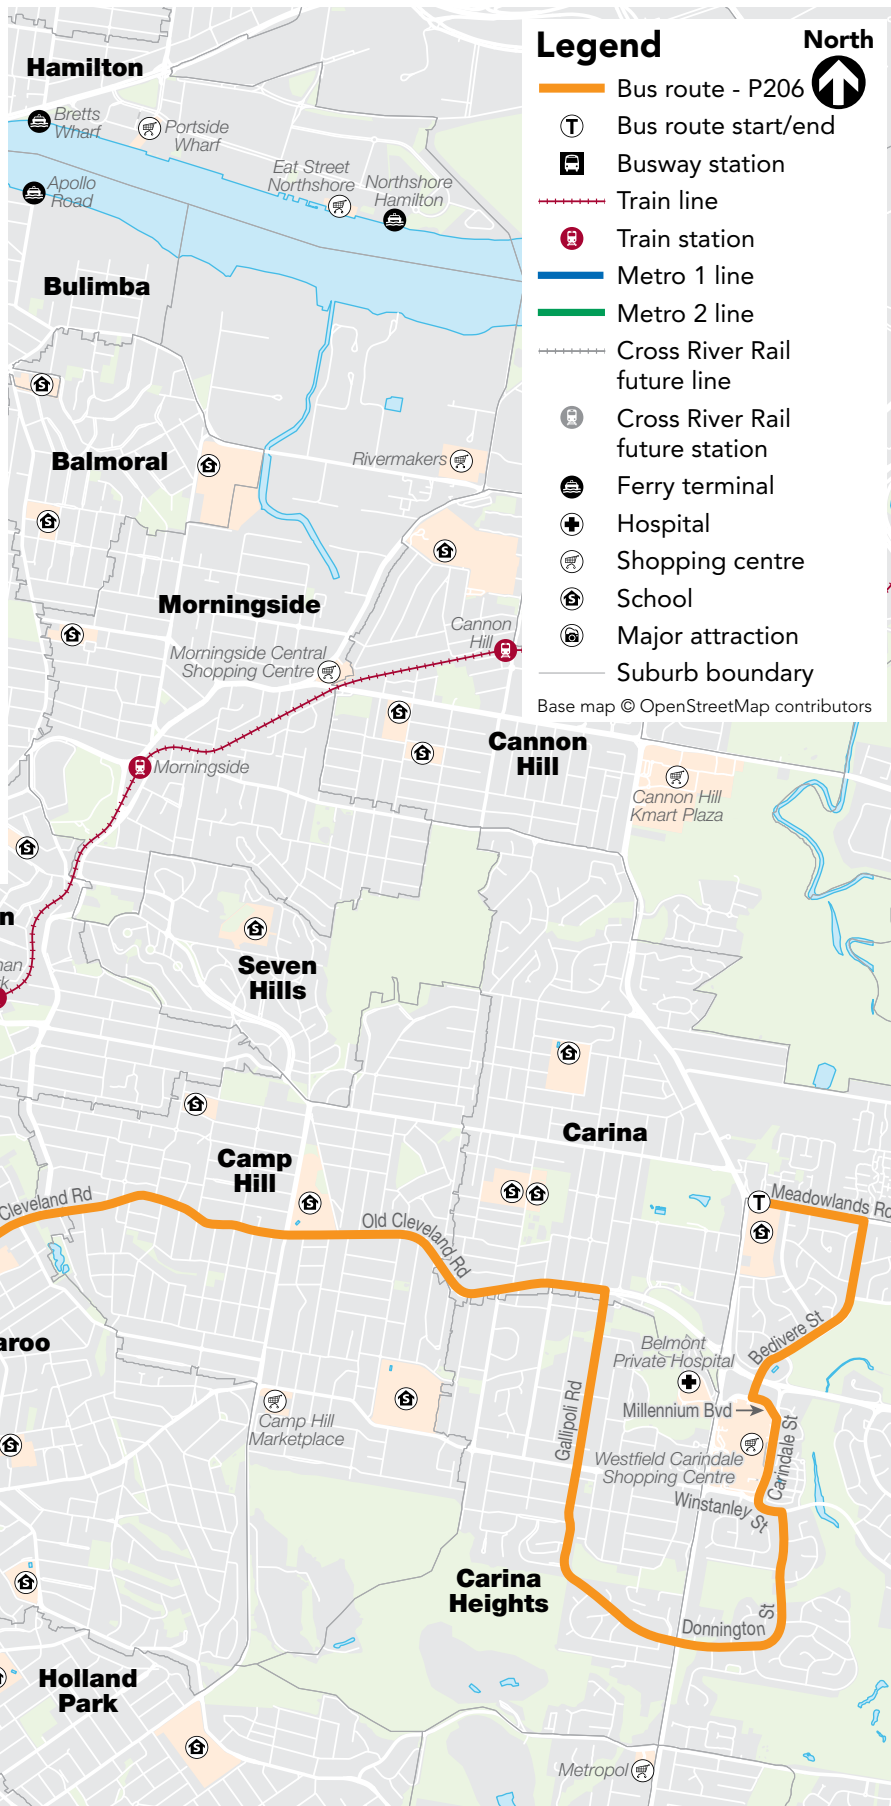 Legend
North
Bus route - P206
Bus route start/end
Busway station
Train line
Train station
Metro 1 line
Metro 2 line
Cross River Rail
future line
Cross River Rail
future station
Ferry terminal
Hospital
Shopping centre
School
Major attraction
Suburb boundary
Base map © OpenStreetMap contributors
Hamilton
Bretts
Wharf
Portside
Wharf
Apollo
Road
Eat Street
Northshore
Northshore
Hamilton
Bulimba
Balmoral
Rivermakers
Morningside
Cannon
Hill
Morningside Central
Shopping Centre
Cannon
Hill
Morningside
Cannon Hill
Kmart Plaza
n
nan
k
Seven
Hills
Carina
Camp
Hill
Cleveland Rd
Old Cleveland Rd
T
Meadowlands Rd
aroo
Belmont
Private Hospital
Bedivere St
Millennium Bvd
Gallipoli Rd
Camp Hill
Marketplace
Westfield Carindale
Shopping Centre
Carindale St
Winstanley St
Carina
Heights
Donnington St
Holland
Park
Metropol